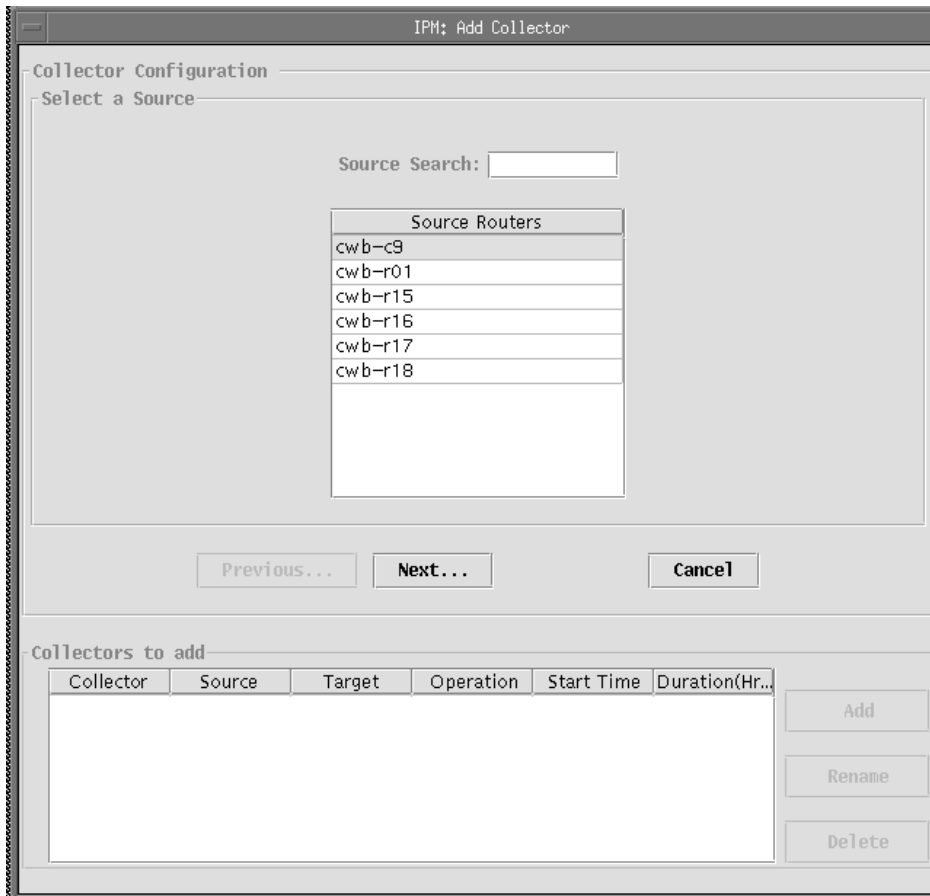 IPM: Add Collector
Collector Configuration
Select a Source
Source Search:
Source Routers
cwb-c9
cwb-r01
cwb-r15
cwb-r16
cwb-r17
cwb-r18
Previous... Next... Cancel
Collectors to add
Collector Source Target Operation Start Time Duration(Hr...
Add
Rename
Delete